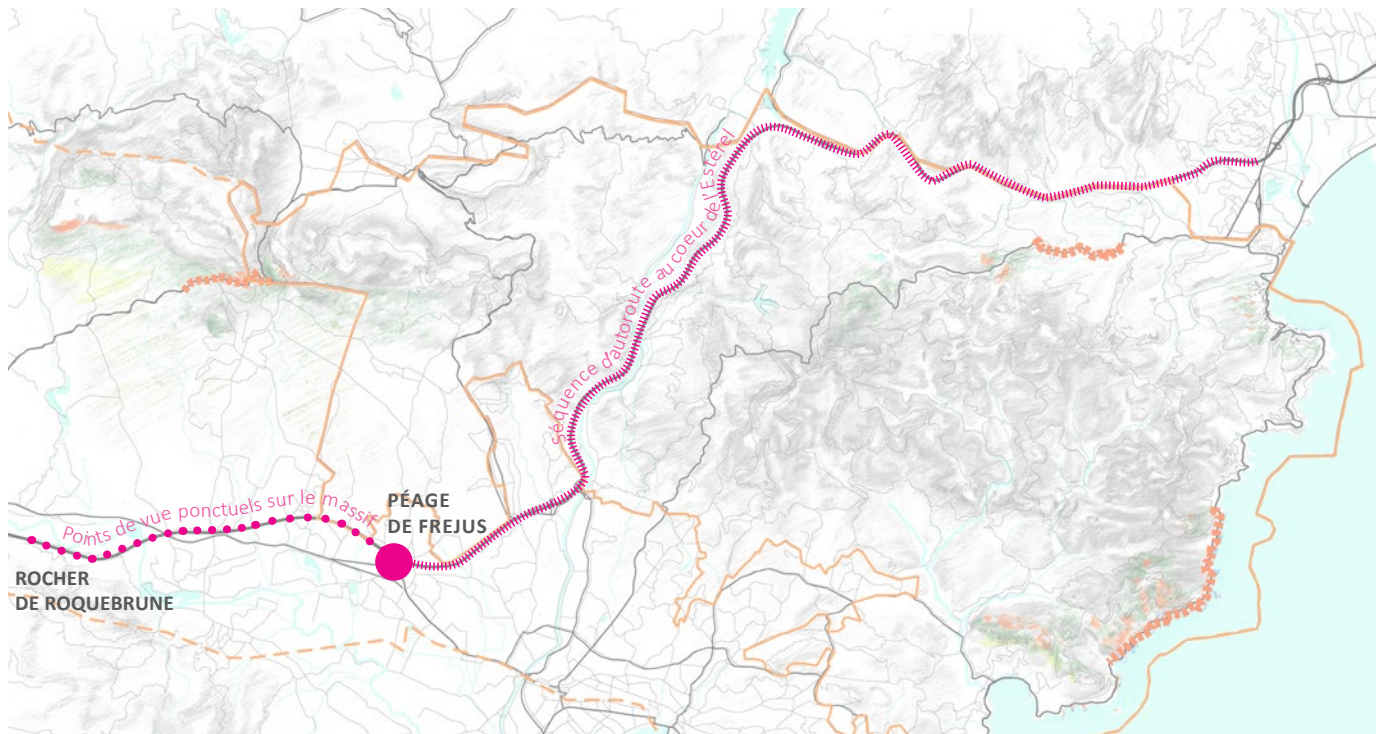 Séquence d'autoroute au coeur de l'Esterel
Points de vue ponctuels sur le massif
PÉAGE
DE FREJUS
ROCHER
DE ROQUEBRUNE